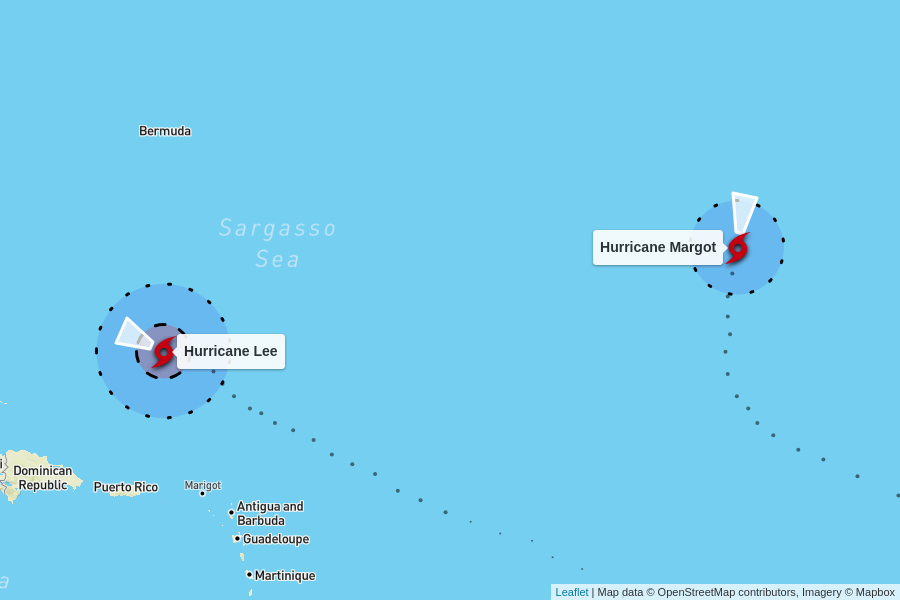 Bermuda
Sargasso
Sea
Hurricane Margot
Hurricane Lee
i
Dominican
Republic
Puerto Rico
Marigot
Antigua and
Barbuda
Guadeloupe
Martinique
a
Leaflet | Map data © OpenStreetMap contributors, Imagery © Mapbox